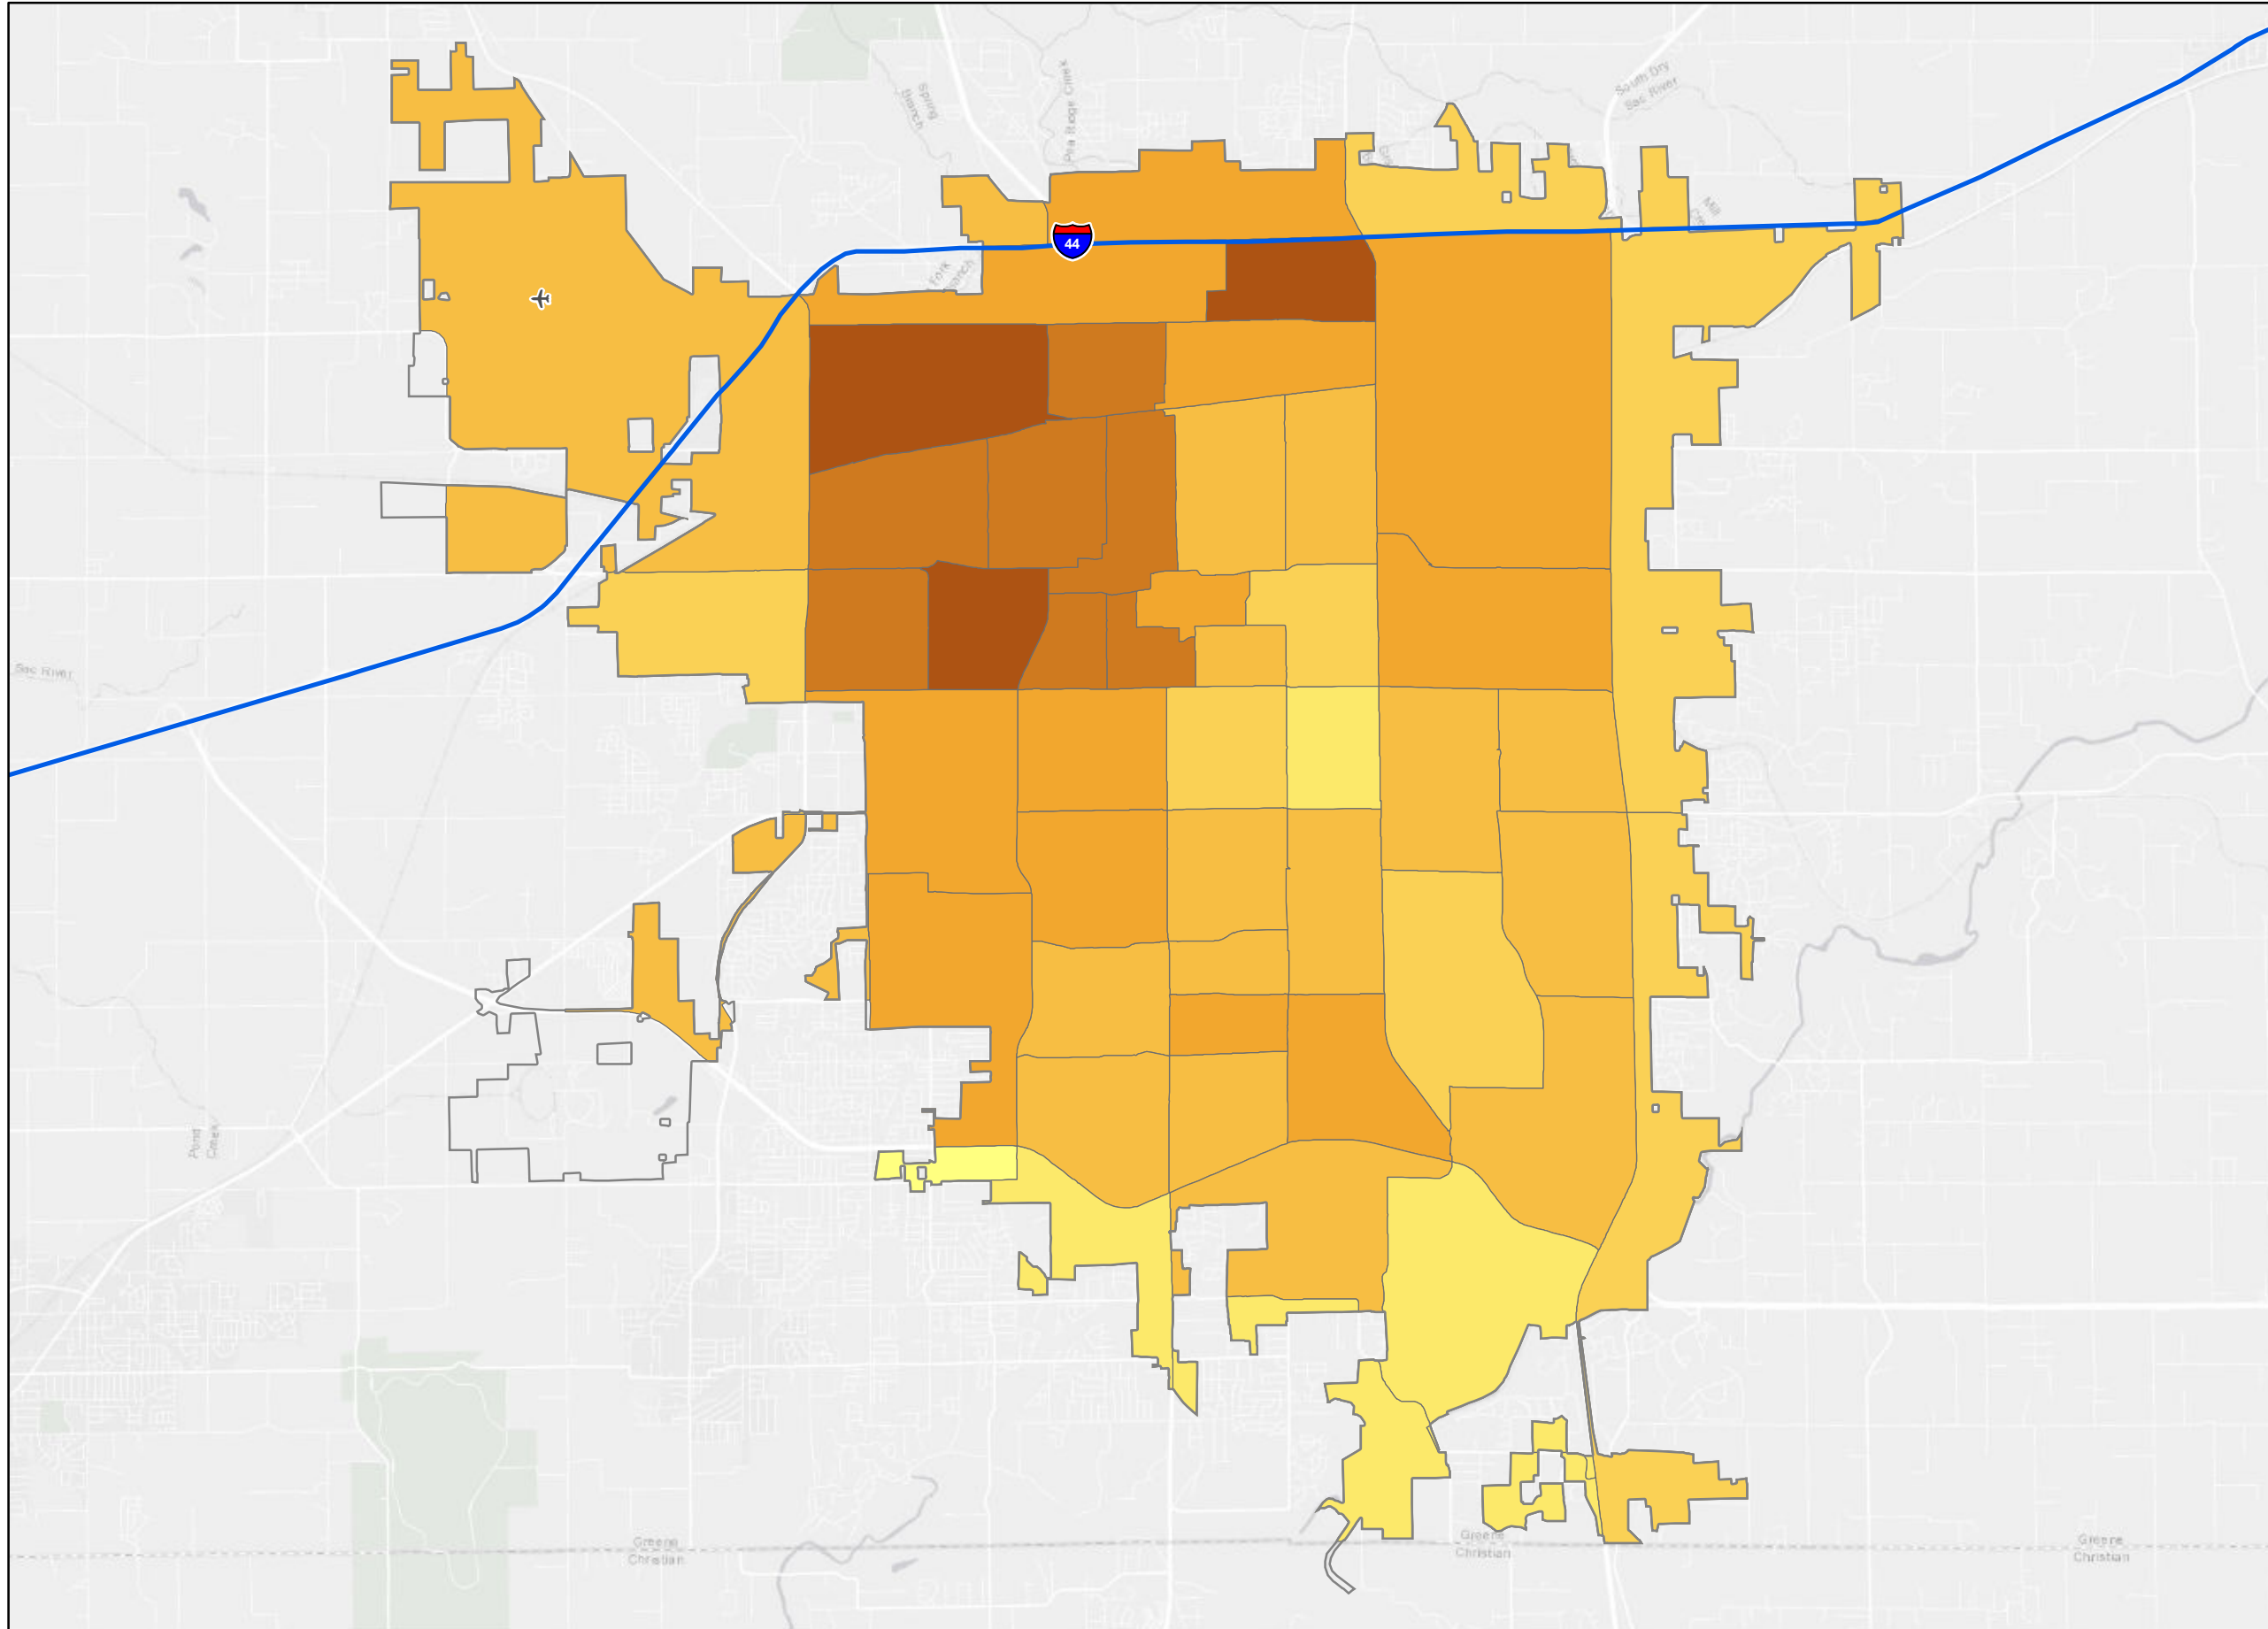 South Dry
Sac River
Spring
Branch
Pea Ridge Creek
Mill
44
Fork
Branch
Sac River
Pond
Creek
Greene
Christian
Greene
Christian
Greene
Christian